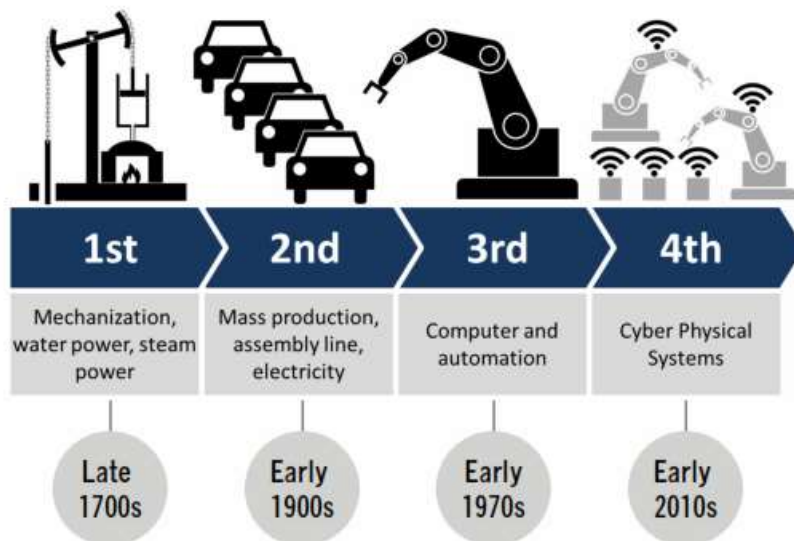 1st
2nd
3rd
4th
Mechanization,
water power, steam
power
Mass production,
assembly line,
electricity
Computer and
automation
Cyber Physical
Systems
Late
1700s
Early
1900s
Early
1970s
Early
2010s